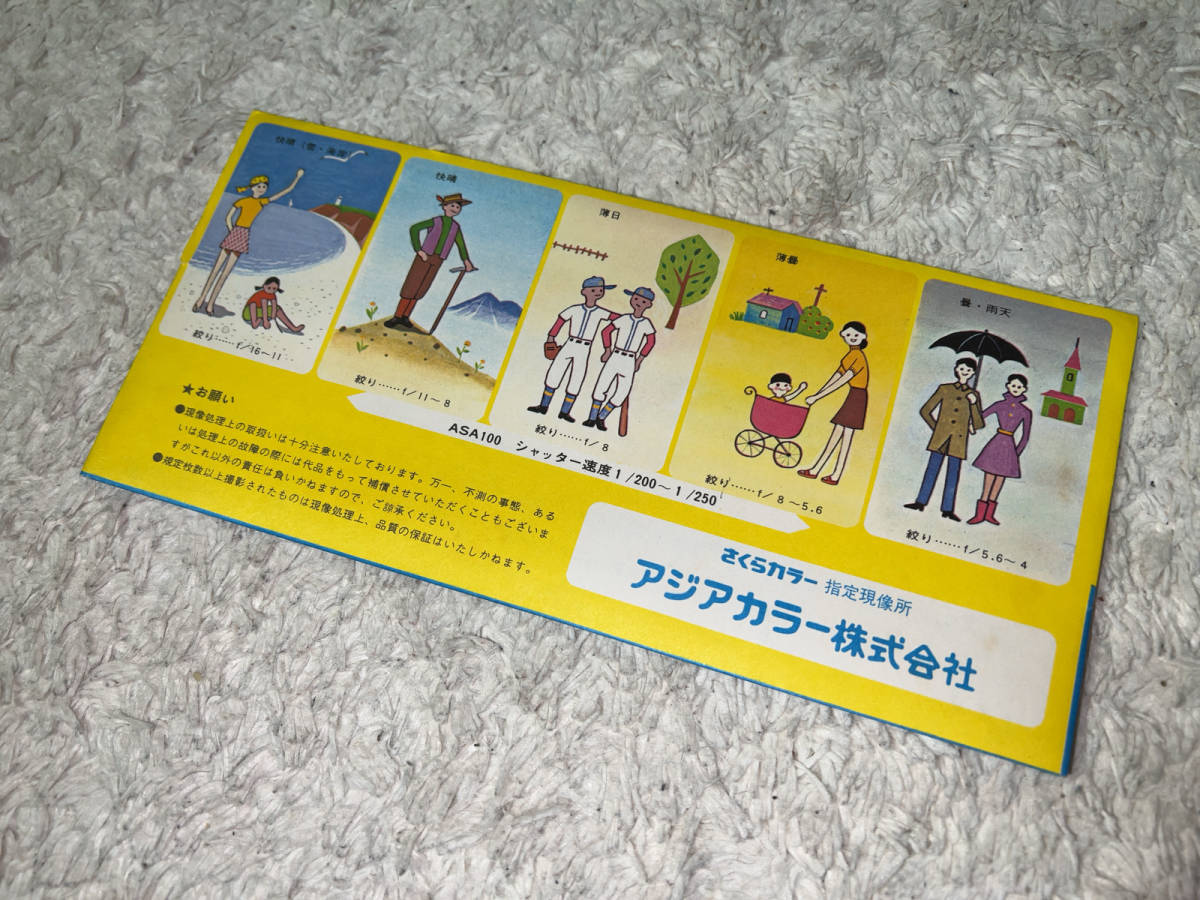 快晴(雪・海岸)
絞り……f/16〜11
快晴
絞り……f/11〜8
薄日
絞り……f/8
薄曇
絞り……f/8〜5.6
曇・雨天
絞り……f/5.6〜4
ASA100 シャッター速度1/200〜1/250
★お願い
●現像処理上の取扱いは十分注意いたしております。万一、不測の事態、ある
いは処理上の故障の際には代品をもって補償させていただくこともございま
すがこれ以外の責任は負いかねますので、ご諒承ください。
●規定枚数以上撮影されたものは現像処理上、品質の保証はいたしかねます。
さくらカラー 指定現像所
アジアカラー株式会社